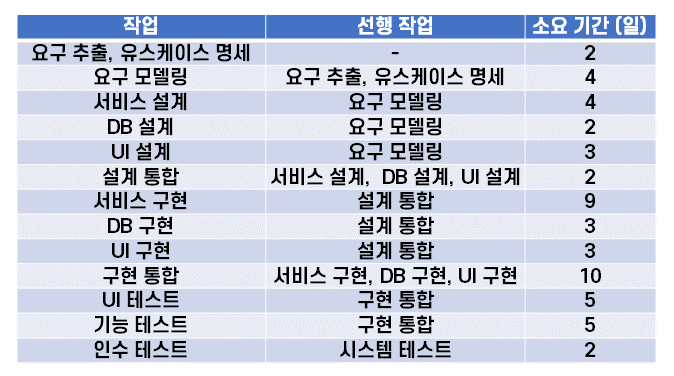 작업 선행 작업 소요 기간 (일)
요구 추출, 유스케이스 명세 - 2
요구 모델링 요구 추출, 유스케이스 명세 4
서비스 설계 요구 모델링 4
DB 설계 요구 모델링 2
UI 설계 요구 모델링 3
설계 통합 서비스 설계, DB 설계, UI 설계 2
서비스 구현 설계 통합 9
DB 구현 설계 통합 3
UI 구현 설계 통합 3
구현 통합 서비스 구현, DB 구현, UI 구현 10
UI 테스트 구현 통합 5
기능 테스트 구현 통합 5
인수 테스트 시스템 테스트 2